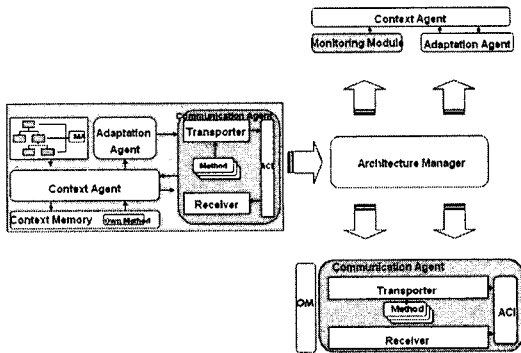 Context Agent
Monitoring Module
Adaptation Agent
Communication Agent
MA
Adaptation Agent
Transporter
Method
ACI
Context Agent
Receiver
Context Memory
Own Method
Architecture Manager
Communication Agent
OM
Transporter
Method
ACI
Receiver